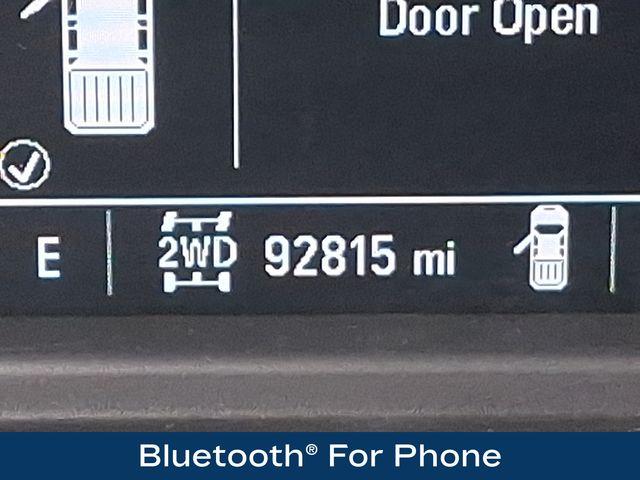 Door Open
E 2WD 92815 mi
Bluetooth® For Phone